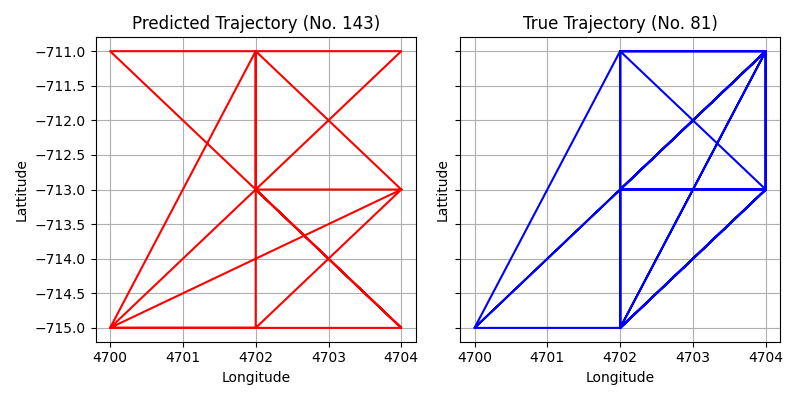 Predicted Trajectory (No. 143)
True Trajectory (No. 81)
−711.0
−711.5
−712.0
−712.5
−713.0
−713.5
−714.0
−714.5
−715.0
Lattitude
Lattitude
4700 4701 4702 4703 4704
4700 4701 4702 4703 4704
Longitude
Longitude